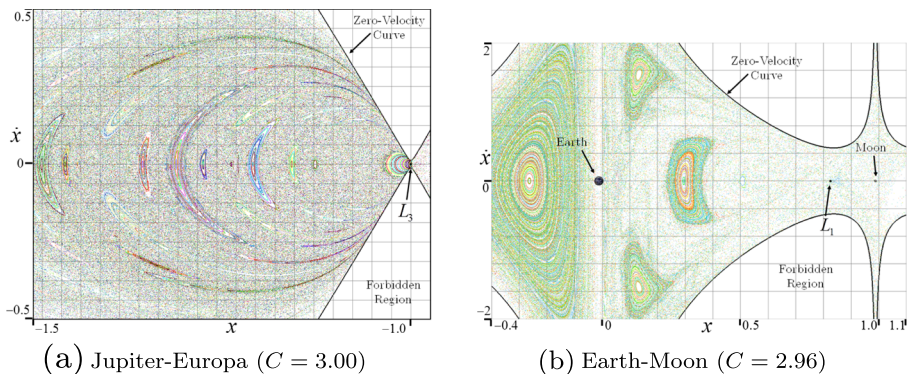 0.5
Zero-Velocity
Curve
ẋ
0
L3
Forbidden
Region
−0.5
−1.5
x
−1.0
(a) Jupiter-Europa (C = 3.00)
2
Zero-Velocity
Curve
Earth
Moon
ẋ
0
L1
Forbidden
Region
−2
−0.4
0
x
0.5
1.0
1.1
(b) Earth-Moon (C = 2.96)